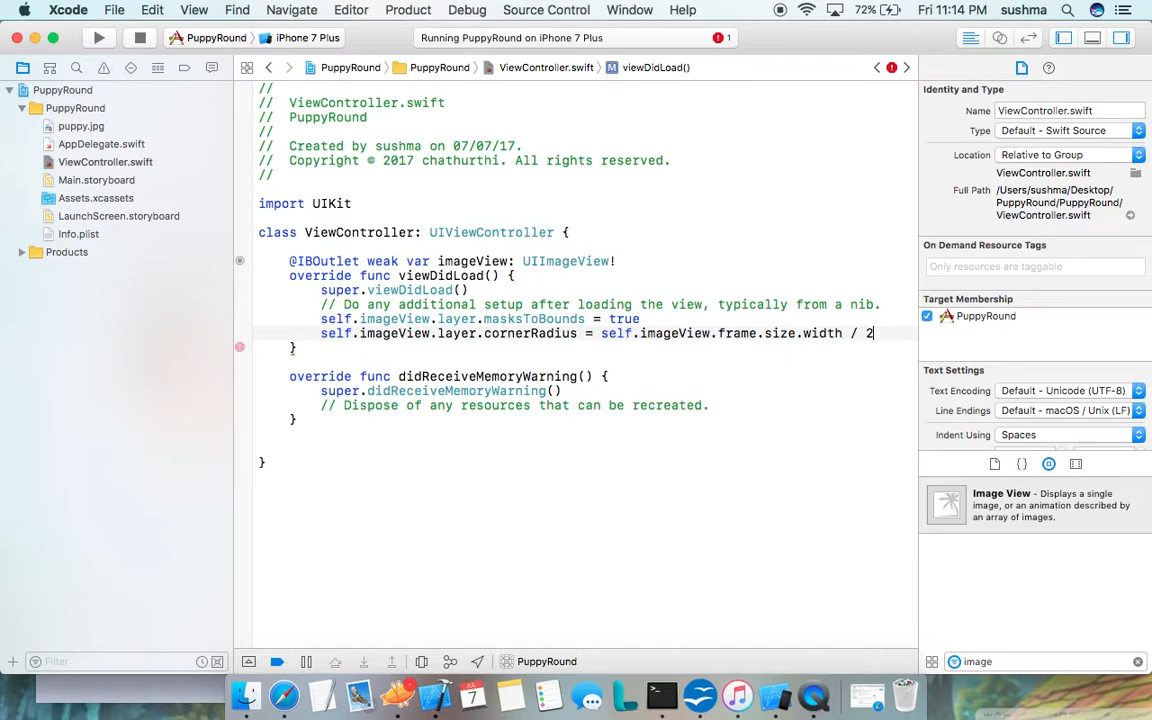 Xcode File Edit View Find Navigate Editor Product Debug Source Control Window Help 72% Fri 11:14 PM sushma
PuppyRound iPhone 7 Plus Running PuppyRound on iPhone 7 Plus 1
PuppyRound PuppyRound ViewController.swift M viewDidLoad()
PuppyRound
PuppyRound
puppy.jpg
AppDelegate.swift
ViewController.swift
Main.storyboard
Assets.xcassets
LaunchScreen.storyboard
Info.plist
Products
Filter
//
// ViewController.swift
// PuppyRound
//
// Created by sushma on 07/07/17.
// Copyright © 2017 chathurthi. All rights reserved.
//
import UIKit
class ViewController: UIViewController {
@IBOutlet weak var imageView: UIImageView!
override func viewDidLoad() {
super.viewDidLoad()
// Do any additional setup after loading the view, typically from a nib.
self.imageView.layer.masksToBounds = true
self.imageView.layer.cornerRadius = self.imageView.frame.size.width / 2
}
override func didReceiveMemoryWarning() {
super.didReceiveMemoryWarning()
// Dispose of any resources that can be recreated.
}
}
PuppyRound
Identity and Type
Name ViewController.swift
Type Default - Swift Source
Location Relative to Group
ViewController.swift
Full Path /Users/sushma/Desktop/
PuppyRound/PuppyRound/
ViewController.swift
On Demand Resource Tags
Only resources are taggable
Target Membership
PuppyRound
Text Settings
Text Encoding Default - Unicode (UTF-8)
Line Endings Default - macOS / Unix (LF)
Indent Using Spaces
Image View - Displays a single
image, or an animation described by
an array of images.
image
JUL
7